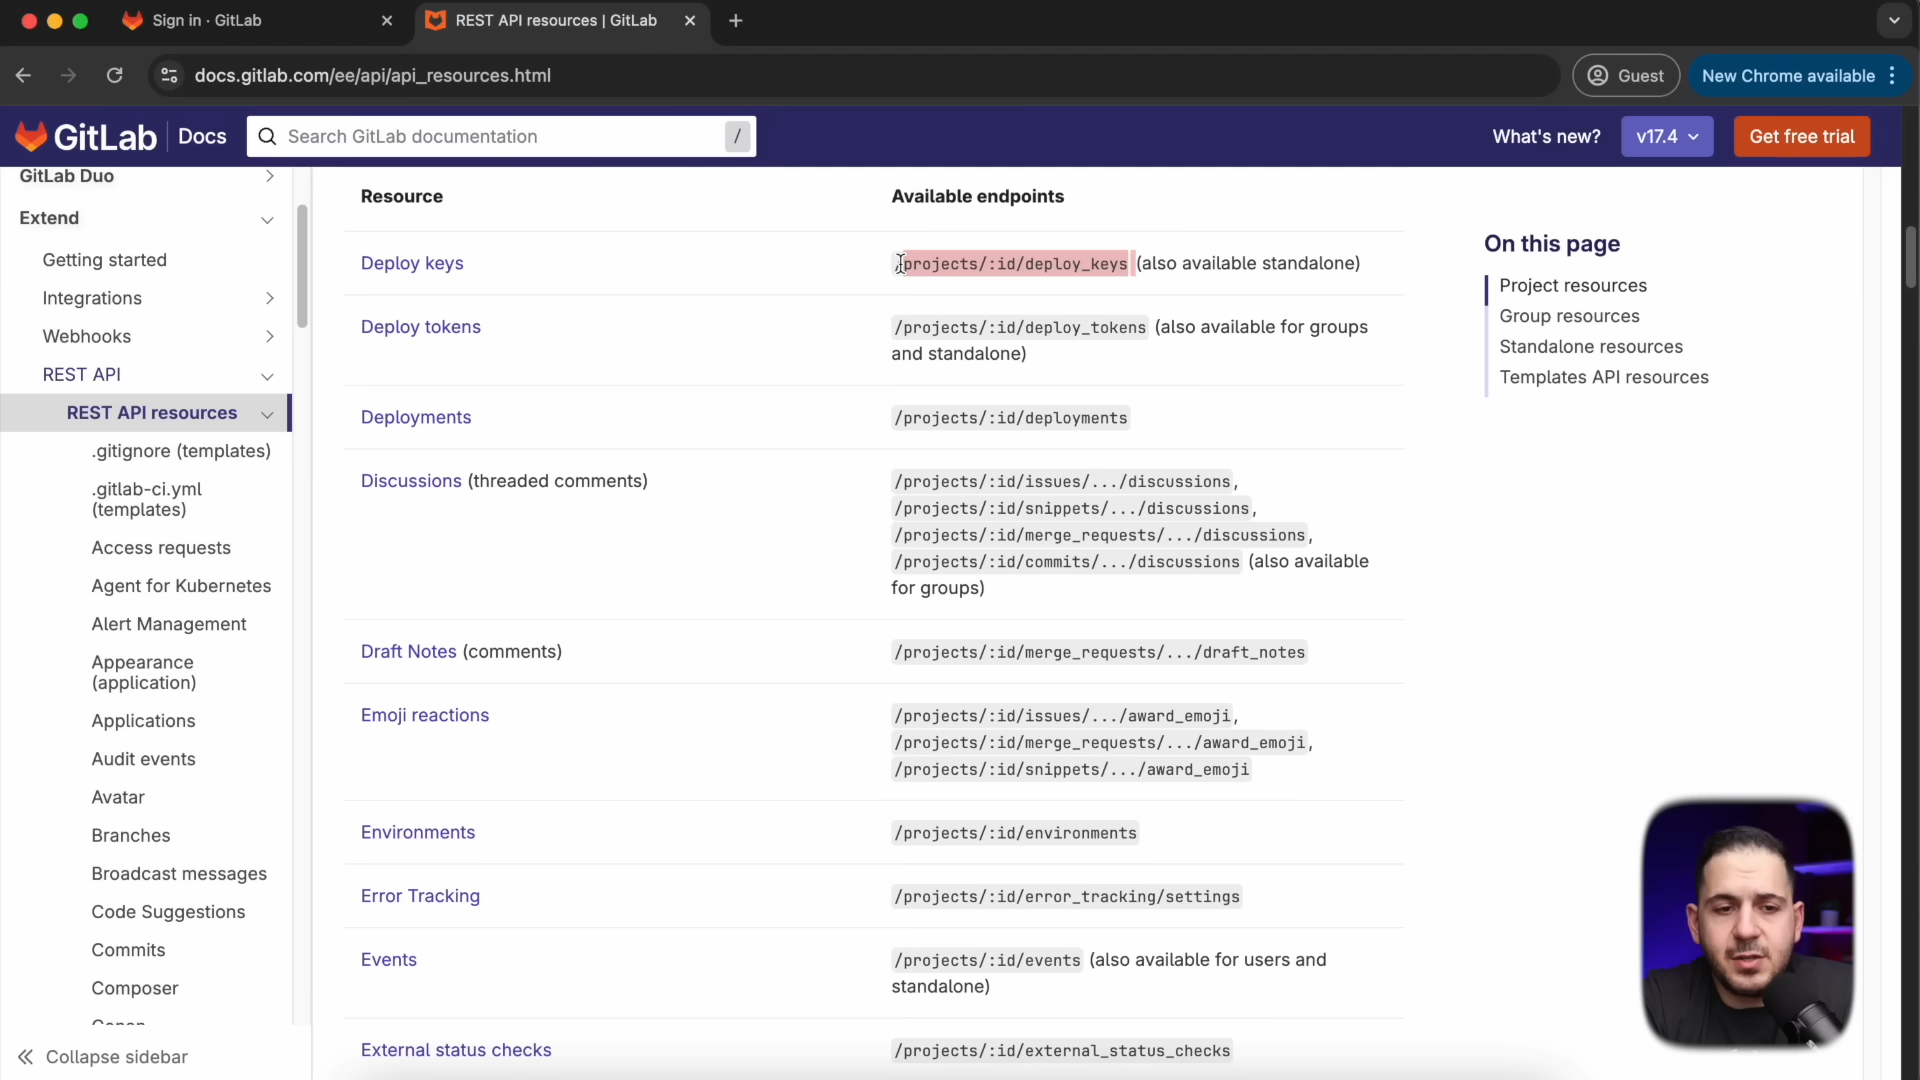 Sign in · GitLab
REST API resources | GitLab
docs.gitlab.com/ee/api/api_resources.html
Guest
New Chrome available
GitLab
Docs
Search GitLab documentation
/
What's new?
v17.4
Get free trial
GitLab Duo
Extend
Getting started
Integrations
Webhooks
REST API
REST API resources
.gitignore (templates)
.gitlab-ci.yml
(templates)
Access requests
Agent for Kubernetes
Alert Management
Appearance
(application)
Applications
Audit events
Avatar
Branches
Broadcast messages
Code Suggestions
Commits
Composer
Collapse sidebar
Resource
Available endpoints
Deploy keys
/projects/:id/deploy_keys (also available standalone)
Deploy tokens
/projects/:id/deploy_tokens (also available for groups
and standalone)
Deployments
/projects/:id/deployments
Discussions (threaded comments)
/projects/:id/issues/.../discussions,
/projects/:id/snippets/.../discussions,
/projects/:id/merge_requests/.../discussions,
/projects/:id/commits/.../discussions (also available
for groups)
Draft Notes (comments)
/projects/:id/merge_requests/.../draft_notes
Emoji reactions
/projects/:id/issues/.../award_emoji,
/projects/:id/merge_requests/.../award_emoji,
/projects/:id/snippets/.../award_emoji
Environments
/projects/:id/environments
Error Tracking
/projects/:id/error_tracking/settings
Events
/projects/:id/events (also available for users and
standalone)
External status checks
/projects/:id/external_status_checks
On this page
Project resources
Group resources
Standalone resources
Templates API resources